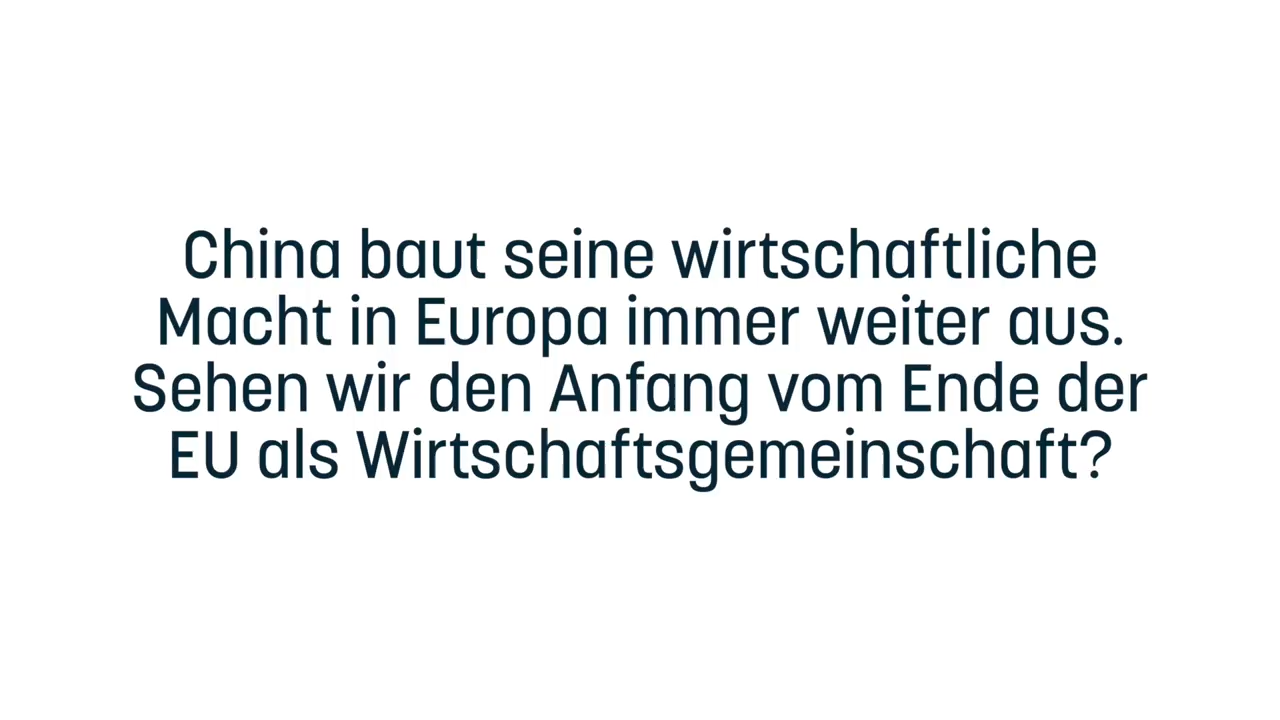 China baut seine wirtschaftliche
Macht in Europa immer weiter aus.
Sehen wir den Anfang vom Ende der
EU als Wirtschaftsgemeinschaft?